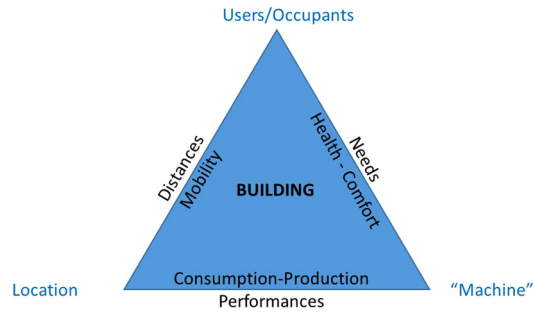 Users/Occupants
Distances
Mobility
Needs
Health - Comfort
BUILDING
Consumption-Production
Location
"Machine"
Performances